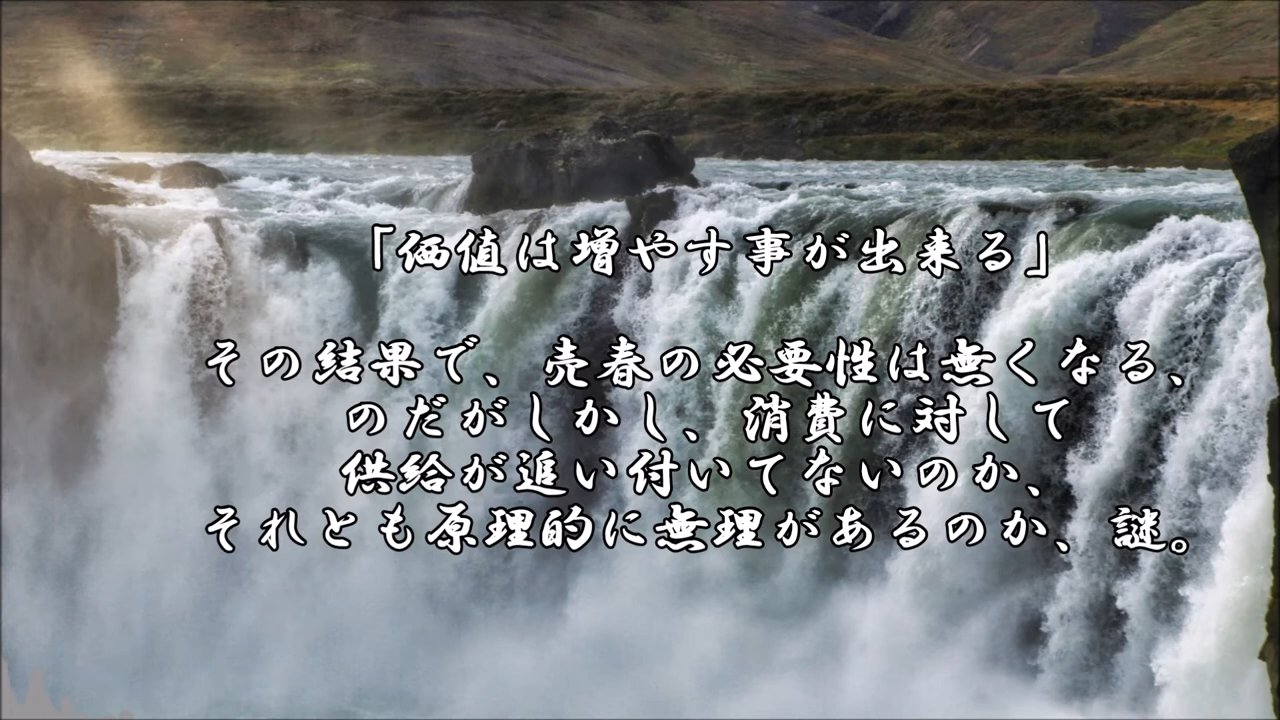 「価値は増やす事が出来る」
その結果で、売春の必要性は無くなる、
のだがしかし、消費に対して
供給が追い付いてないのか、
それとも原理的に無理があるのか、謎。